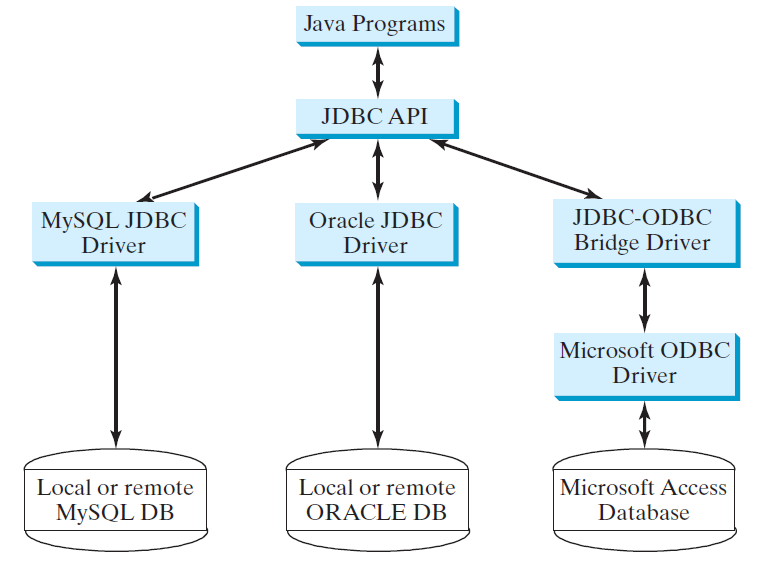 Java Programs
JDBC API
MySQL JDBC
Driver
Oracle JDBC
Driver
JDBC-ODBC
Bridge Driver
Microsoft ODBC
Driver
Local or remote
MySQL DB
Local or remote
ORACLE DB
Microsoft Access
Database